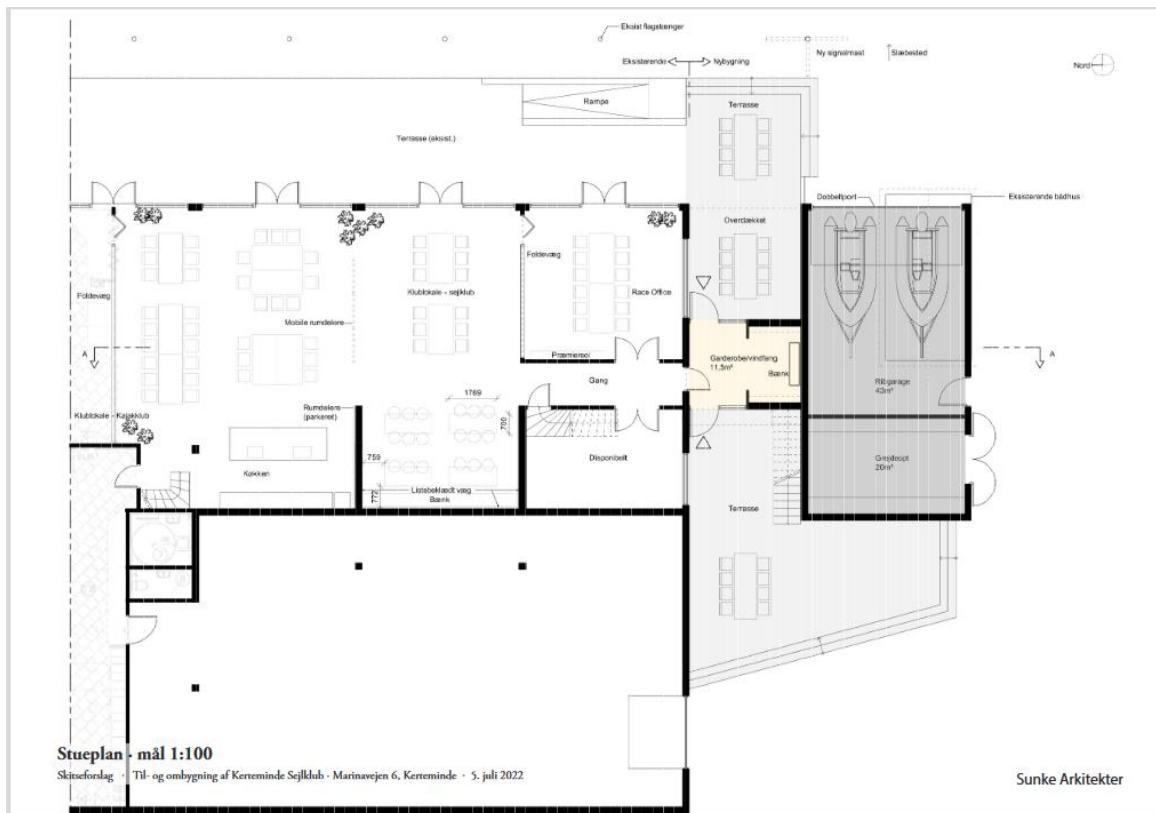 Eksist flagstænger
Eksisterende
Nybygning
Ny signalmast
Slæbested
Nord
Rampe
Terrasse
Terrasse (eksist.)
Dobbeltport
Eksisterende bådhus
Overdækket
Foldevæg
Foldevæg
Klublokale - sejlklub
Race Office
Mobile rumdelere
A
Præmiereol
Garderobe/vindfang
11,5m²
Bænk
A
Gang
Ribgarage
43m²
1769
700
Klublokale - Kajakklub
Rumdelere
(parkeret)
759
Køkken
Disponibelt
20m²
772
Listebeklædt væg
Bænk
Terrasse
Stueplan · mål 1:100
Skitseforslag · Til- og ombygning af Kerteminde Sejlklub · Marinavejen 6, Kerteminde · 5. juli 2022
Sunke Arkitekter